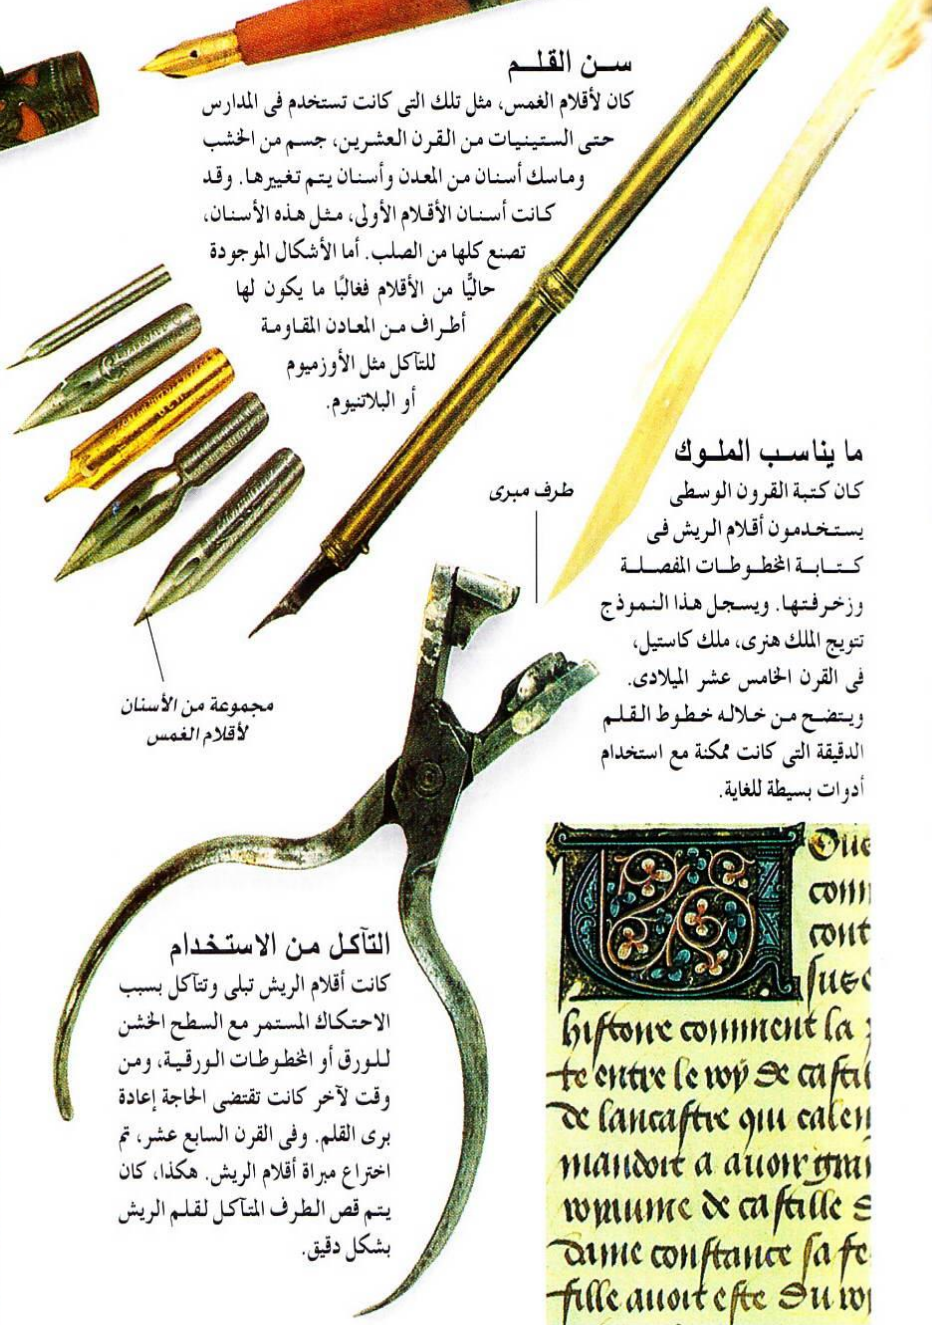 سن القلم
كان لأقلام الغمس، مثل تلك التى كانت تستخدم فى المدارس
حتى الستينيات من القرن العشرين، جسم من الخشب
وماسك أسنان من المعدن وأسنان يتم تغييرها. وقد
كانت أسنان الأقلام الأولى، مثل هذه الأسنان،
تصنع كلها من الصلب. أما الأشكال الموجودة
حاليًّا من الأقلام فغالبًا ما يكون لها
أطراف من المعادن المقاومة
للتآكل مثل الأوزميوم
أو البلاتنيوم.
ما يناسب الملوك
كان كتبة القرون الوسطى
يستخدمون أقلام الريش فى
كتابة المخطوطات المفصلة
وزخرفتها. ويسجل هذا النموذج
تتويج الملك هنرى، ملك كاستيل،
فى القرن الخامس عشر الميلادى.
ويتضح من خلاله خطوط القلم
الدقيقة التى كانت ممكنة مع استخدام
أدوات بسيطة للغاية.
طرف مبرى
مجموعة من الأسنان
لأقلام الغمس
التآكل من الاستخدام
كانت أقلام الريش تبلى وتتآكل بسبب
الاحتكاك المستمر مع السطح الخشن
للورق أو المخطوطات الورقية، ومن
وقت لآخر كانت تقتضى الحاجة إعادة
برى القلم. وفى القرن السابع عشر، تم
اختراع مبراة أقلام الريش. هكذا، كان
يتم قص الطرف المتآكل لقلم الريش
بشكل دقيق.
comment la
te entre le roy de
de lancastre qui
mandoit a avoir
royaume de castille
dame constance sa
fille avoit este du